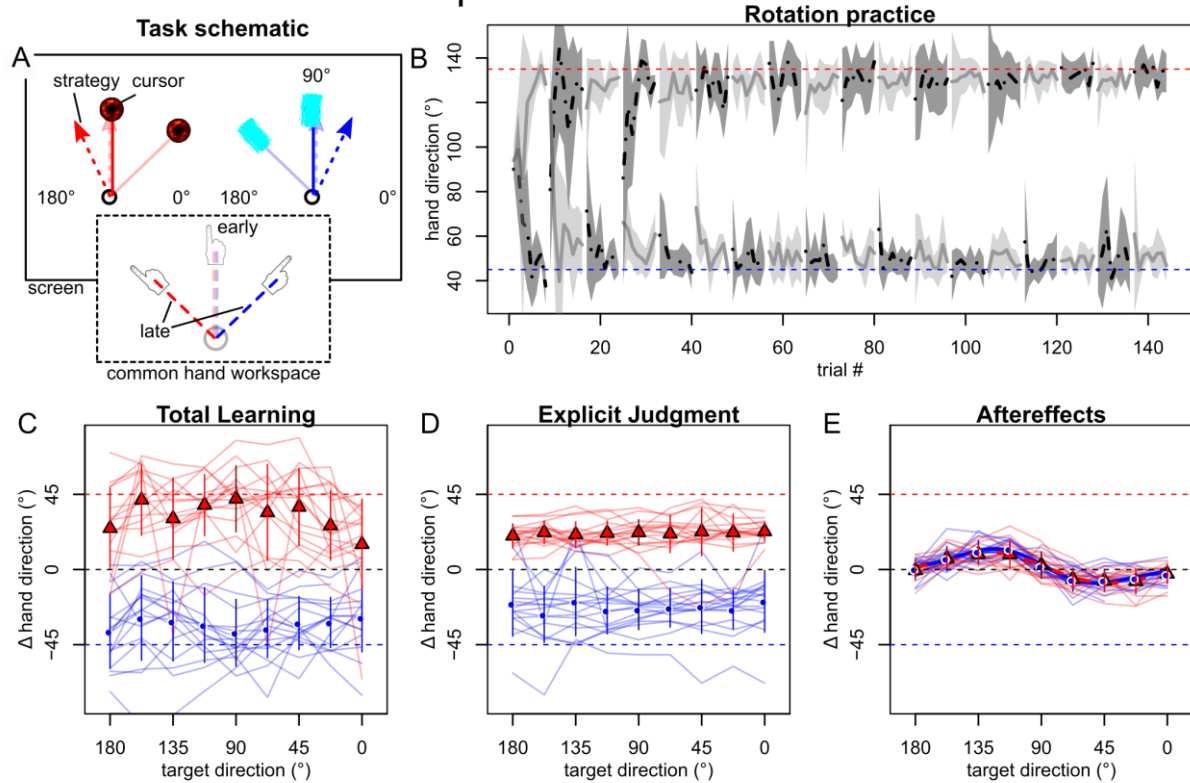 Task schematic
A
strategy
cursor
90°
180°
0°
180°
0°
early
screen
late
common hand workspace
Rotation practice
B
hand direction (°)
140
100
80
60
40
0
20
40
60
80
100
120
140
trial #
Total Learning
C
Δ hand direction (°)
45
0
−45
180
135
90
45
0
target direction (°)
Explicit Judgment
D
Δ hand direction (°)
45
0
−45
180
135
90
45
0
target direction (°)
Aftereffects
E
Δ hand direction (°)
45
0
−45
180
135
90
45
0
target direction (°)